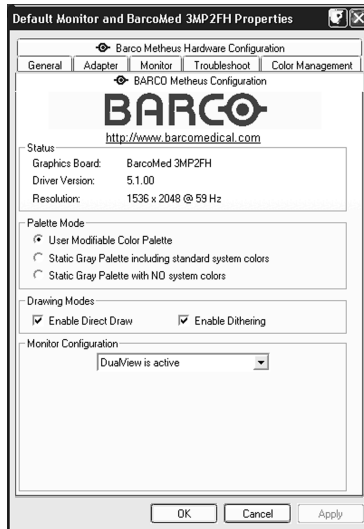 Default Monitor and BarcoMed 3MP2FH Properties
Barco Metheus Hardware Configuration
General Adapter Monitor Troubleshoot Color Management
BARCO Metheus Configuration
BARCO
http://www.barcomedical.com
Status
Graphics Board: BarcoMed 3MP2FH
Driver Version: 5.1.00
Resolution: 1536 x 2048 @ 59 Hz
Palette Mode
User Modifiable Color Palette
Static Gray Palette including standard system colors
Static Gray Palette with NO system colors
Drawing Modes
Enable Direct Draw Enable Dithering
Monitor Configuration
DualView is active
OK Cancel Apply